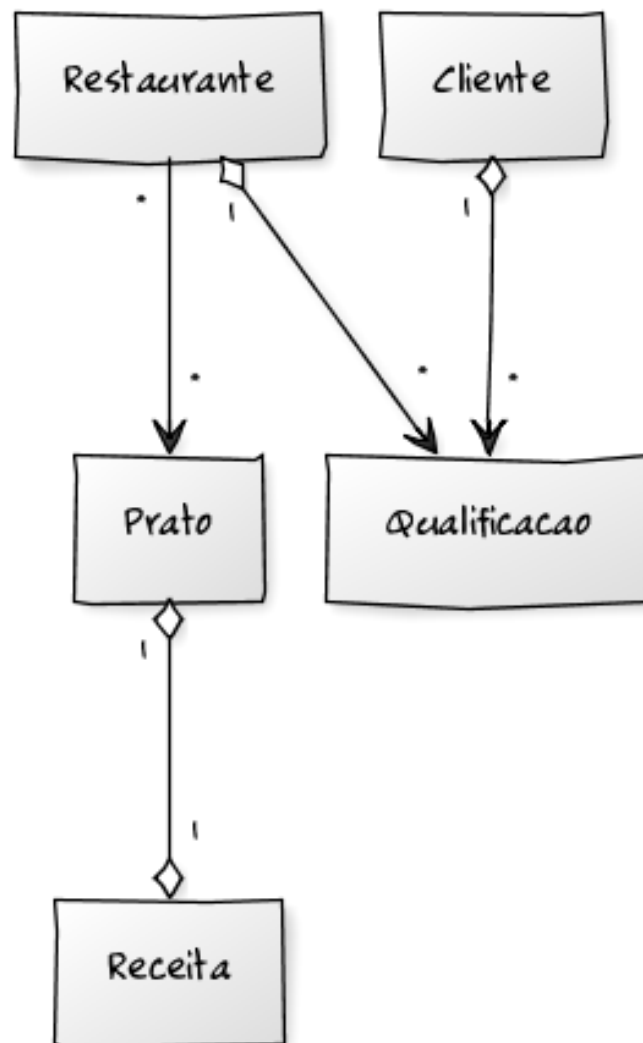 Restaurante
Cliente
*
1
1
*
*
*
Prato
Qualificacao
1
1
Receita